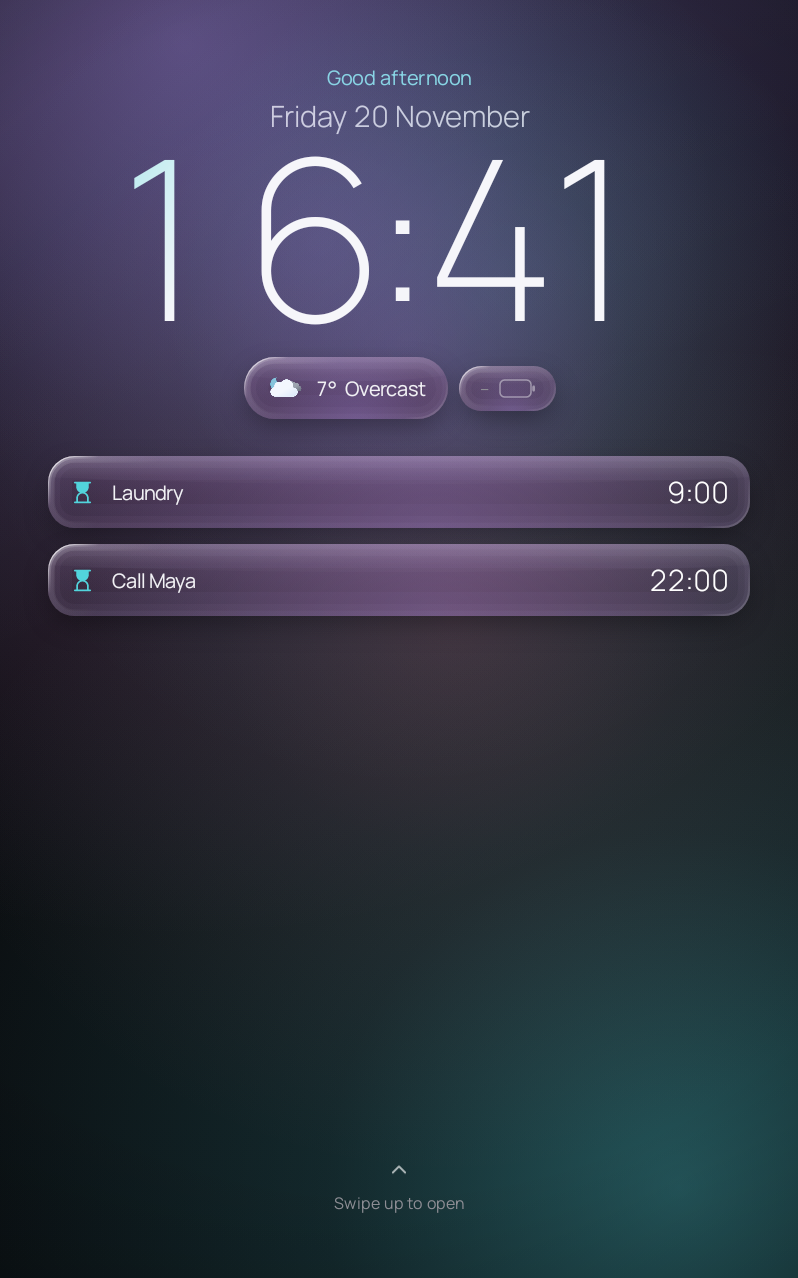 Good afternoon
Friday 20 November
16:41
7° Overcast
–
Laundry 9:00
Call Maya 22:00
Swipe up to open